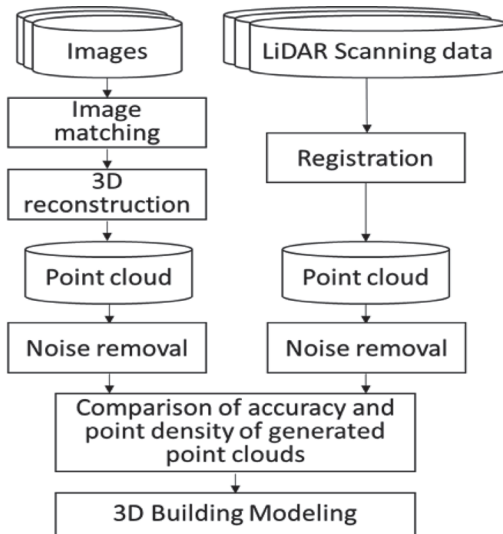 Images
LiDAR Scanning data
Image
matching
Registration
3D
reconstruction
Point cloud
Point cloud
Noise removal
Noise removal
Comparison of accuracy and
point density of generated
point clouds
3D Building Modeling